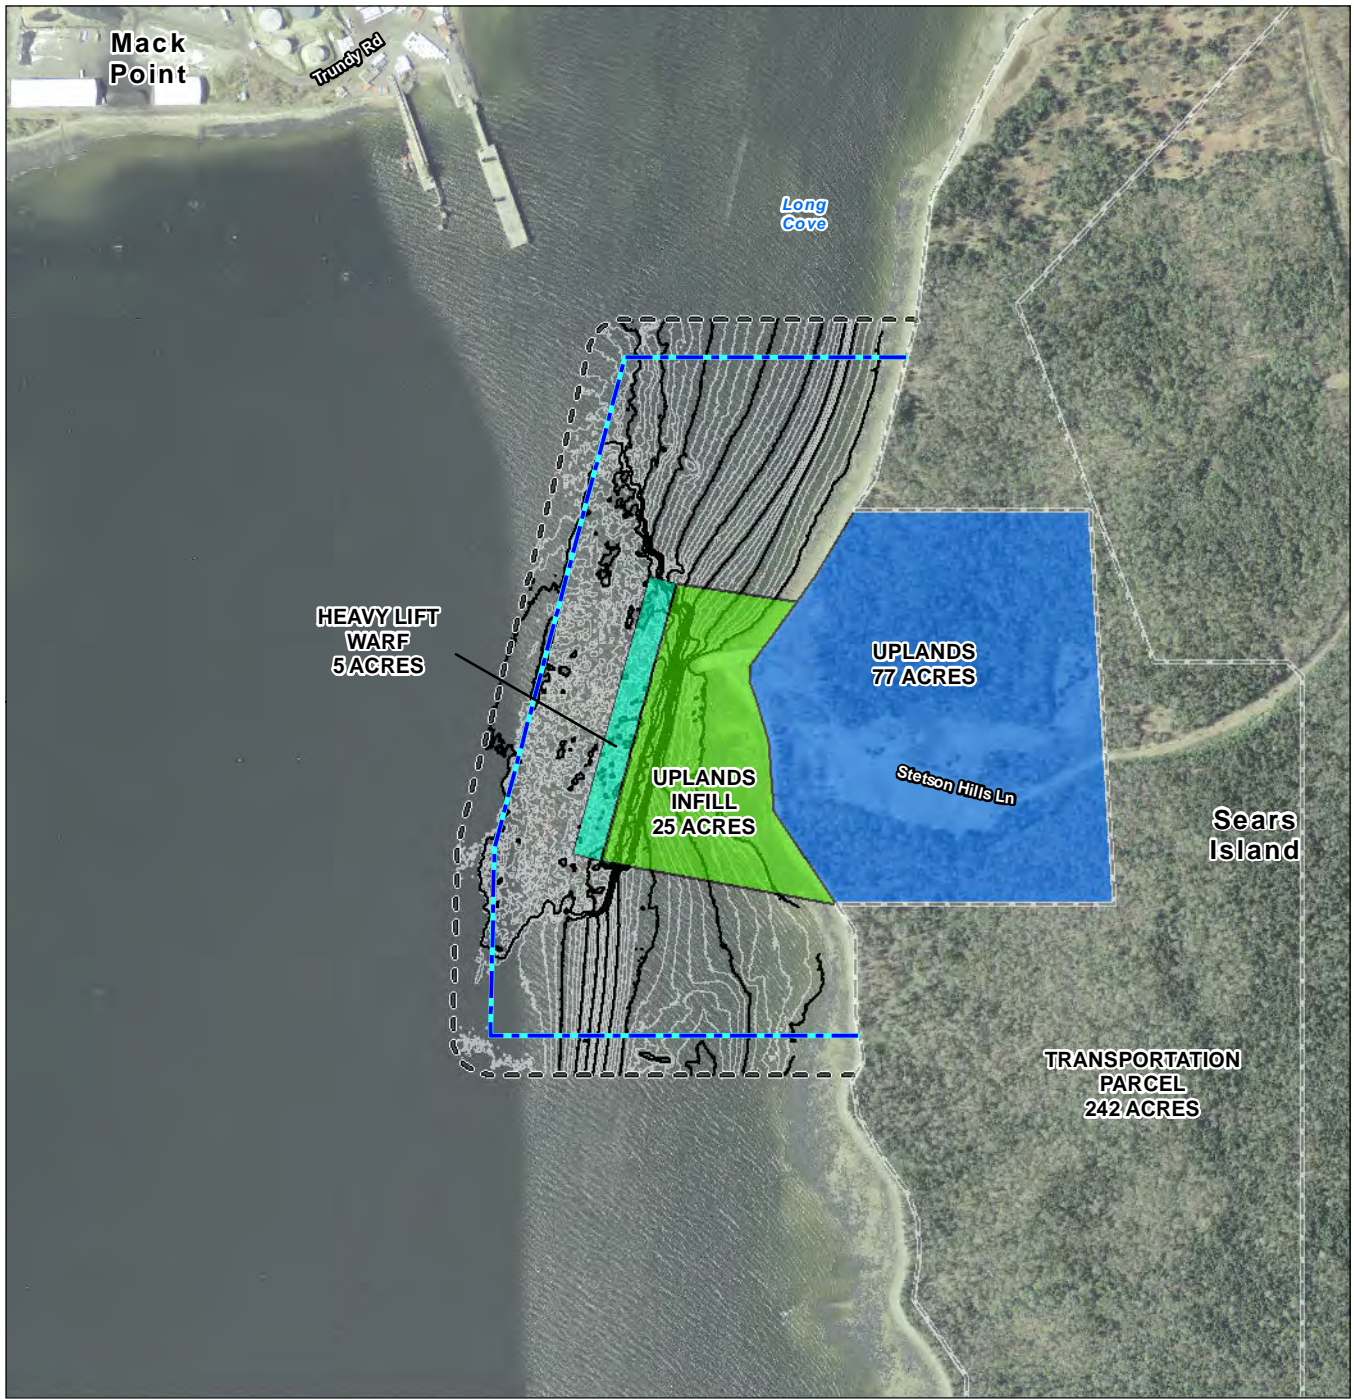 Mack
Point
Trundy Rd
Long
Cove
HEAVY LIFT
WARF
5 ACRES
UPLANDS
77 ACRES
UPLANDS
INFILL
25 ACRES
Stetson Hills Ln
Sears
Island
TRANSPORTATION
PARCEL
242 ACRES